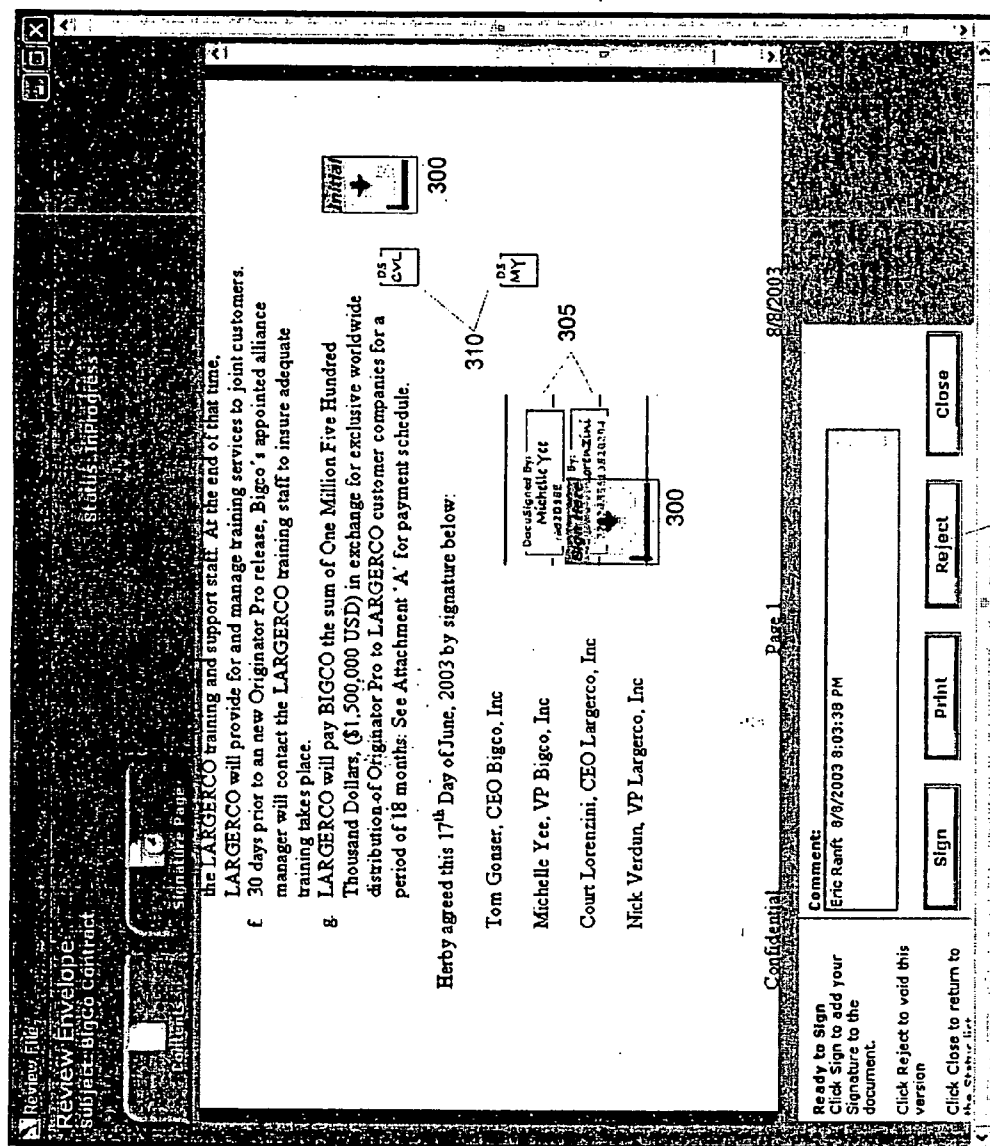 Review File
Review Envelope
Subject: Bigco contract
Status: InProgress
Contents
Signature Page
the LARGERCO training and support staff. At the end of that time,
LARGERCO will provide for and manage training services to joint customers.
f. 30 days prior to an new Originator Pro release, Bigco's appointed alliance
manager will contact the LARGERCO training staff to insure adequate
training takes place.
g. LARGERCO will pay BIGCO the sum of One Million Five Hundred
Thousand Dollars, ($1,500,000 USD) in exchange for exclusive worldwide
distribution of Originator Pro to LARGERCO customer companies for a
period of 18 months: See Attachment 'A' for payment schedule.
Initial
300
DS
CVL
310
DS
MY
Herby agreed this 17th Day of June, 2003 by signature below:
Tom Gonser, CEO Bigco, Inc
Michelle Yee, VP Bigco, Inc
DocuSigned By:
Michelle Yee
305
Court Lorenzini, CEO Largerco, Inc
By:
Lorenzini
Sign Here
Nick Verdun, VP Largerco, Inc
300
Confidential
Page 1
8/8/2003
Ready to Sign
Click Sign to add your
Signature to the
document.
Click Reject to void this
version
Click Close to return to
the Status list
Comment:
Eric Ranft 8/8/2003 8:03:38 PM
Sign
Print
Reject
Close